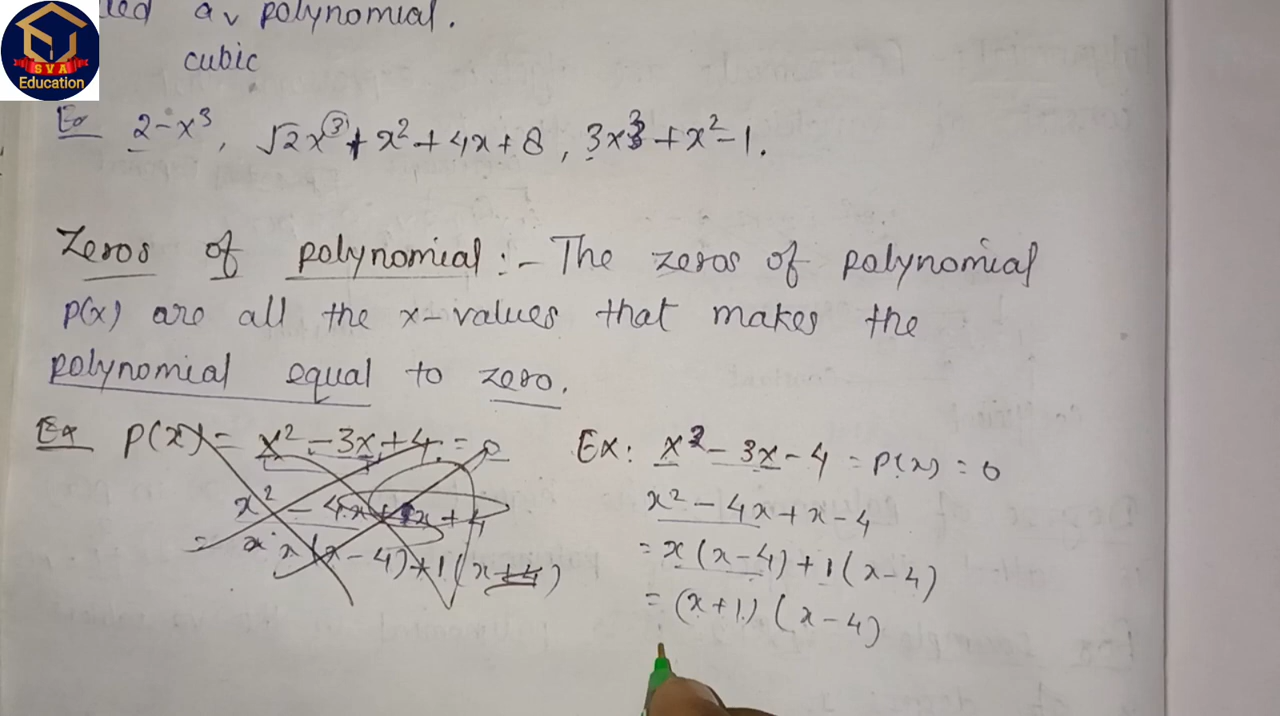 led a v polynomial.
cubic
SVA
Education
Ex 2-x³, √2x³+x²+4x+8, 3x³+x²-1.
Zeros of polynomial:- The zeros of polynomial
p(x) are all the x-values that makes the
polynomial equal to zero.
Ex P(x) = x²-3x+4 = 0
x² - 4x+1x+4
= x(x-4)+1(x+4)
Ex: x²-3x-4 = p(x) = 0
x²-4x+x-4
= x(x-4)+1(x-4)
= (x+1)(x-4)